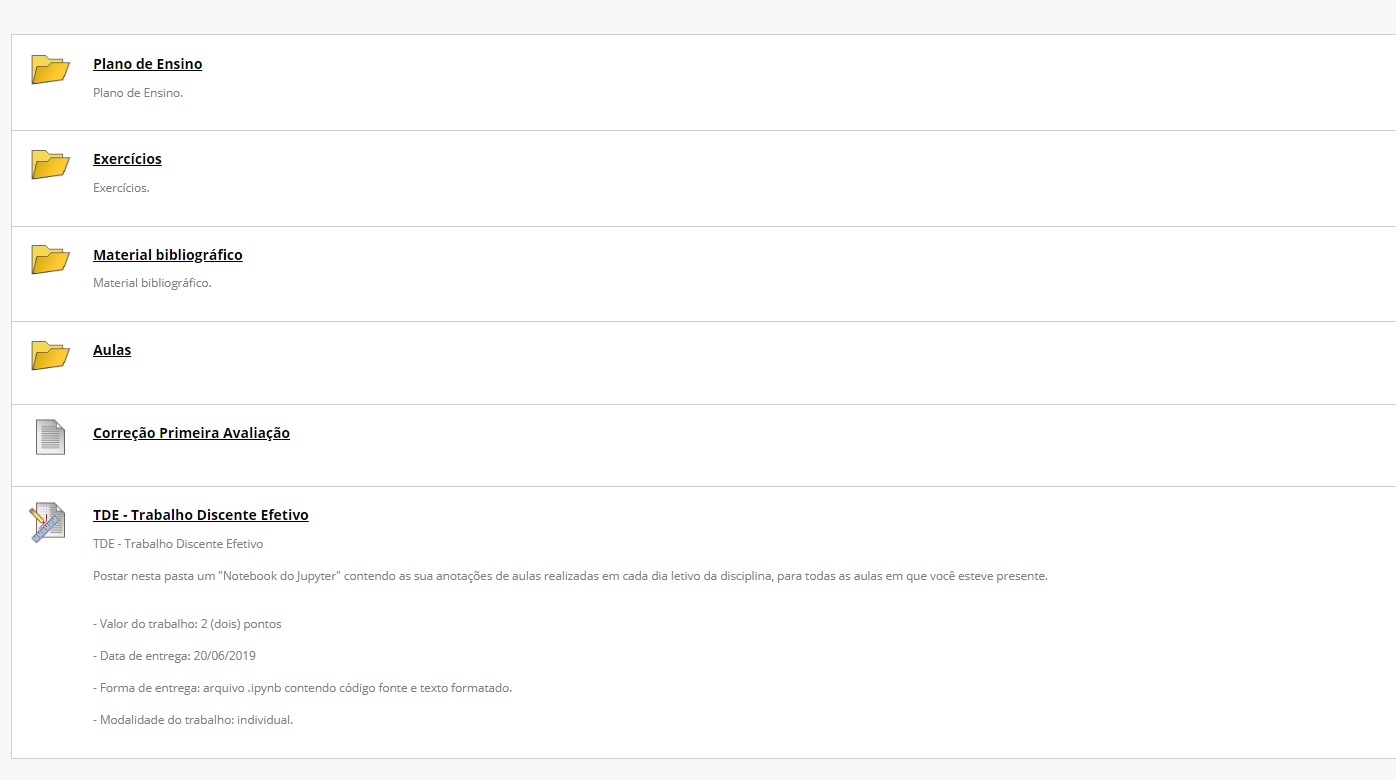 Plano de Ensino
Plano de Ensino.
Exercícios
Exercícios.
Material bibliográfico
Material bibliográfico.
Aulas
Correção Primeira Avaliação
TDE - Trabalho Discente Efetivo
TDE - Trabalho Discente Efetivo
Postar nesta pasta um "Notebook do Jupyter" contendo as sua anotações de aulas realizadas em cada dia letivo da disciplina, para todas as aulas em que você esteve presente.
- Valor do trabalho: 2 (dois) pontos
- Data de entrega: 20/06/2019
- Forma de entrega: arquivo .ipynb contendo código fonte e texto formatado.
- Modalidade do trabalho: individual.